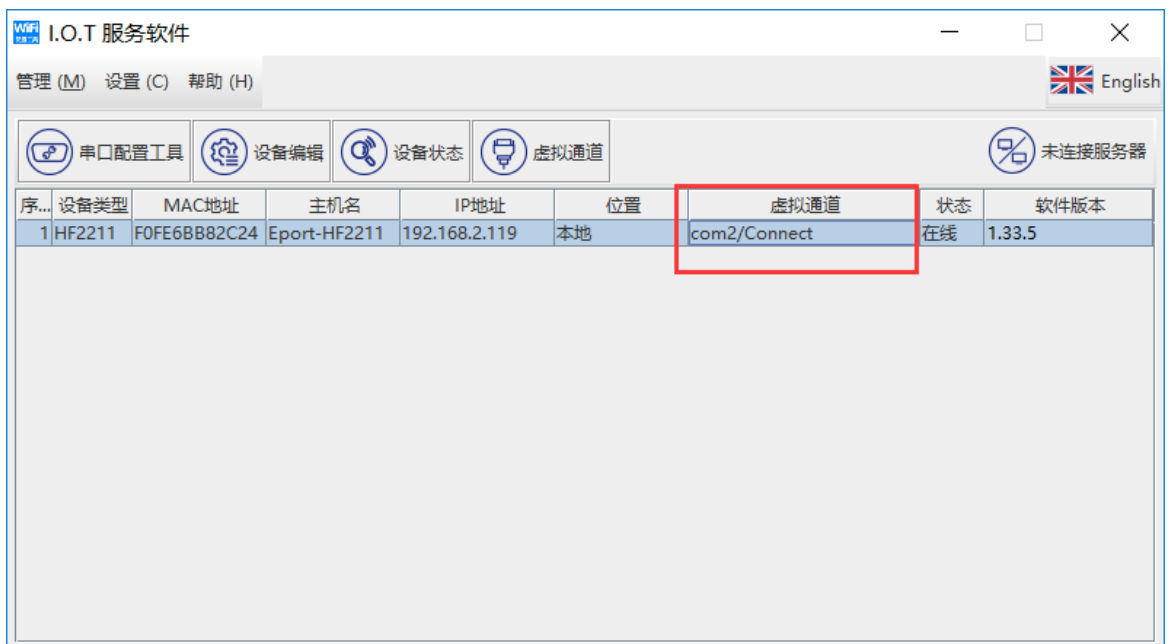 WiFi I.O.T 服务软件
管理 (M) 设置 (C) 帮助 (H) English
串口配置工具 设备编辑 设备状态 虚拟通道 未连接服务器
序... 设备类型 MAC地址 主机名 IP地址 位置 虚拟通道 状态 软件版本
1 HF2211 F0FE6BB82C24 Eport-HF2211 192.168.2.119 本地 com2/Connect 在线 1.33.5